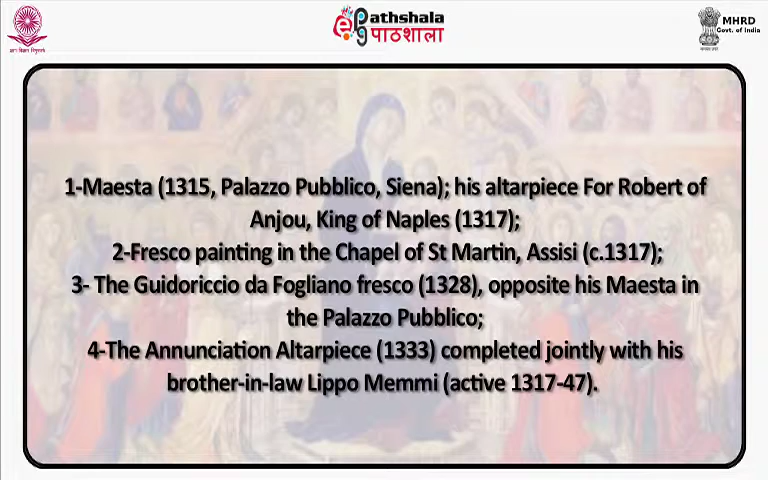 ePathshala
पाठशाला
MHRD
Govt. of India
1-Maesta (1315, Palazzo Pubblico, Siena); his altarpiece For Robert of
Anjou, King of Naples (1317);
2-Fresco painting in the Chapel of St Martin, Assisi (c.1317);
3- The Guidoriccio da Fogliano fresco (1328), opposite his Maesta in
the Palazzo Pubblico;
4-The Annunciation Altarpiece (1333) completed jointly with his
brother-in-law Lippo Memmi (active 1317-47).